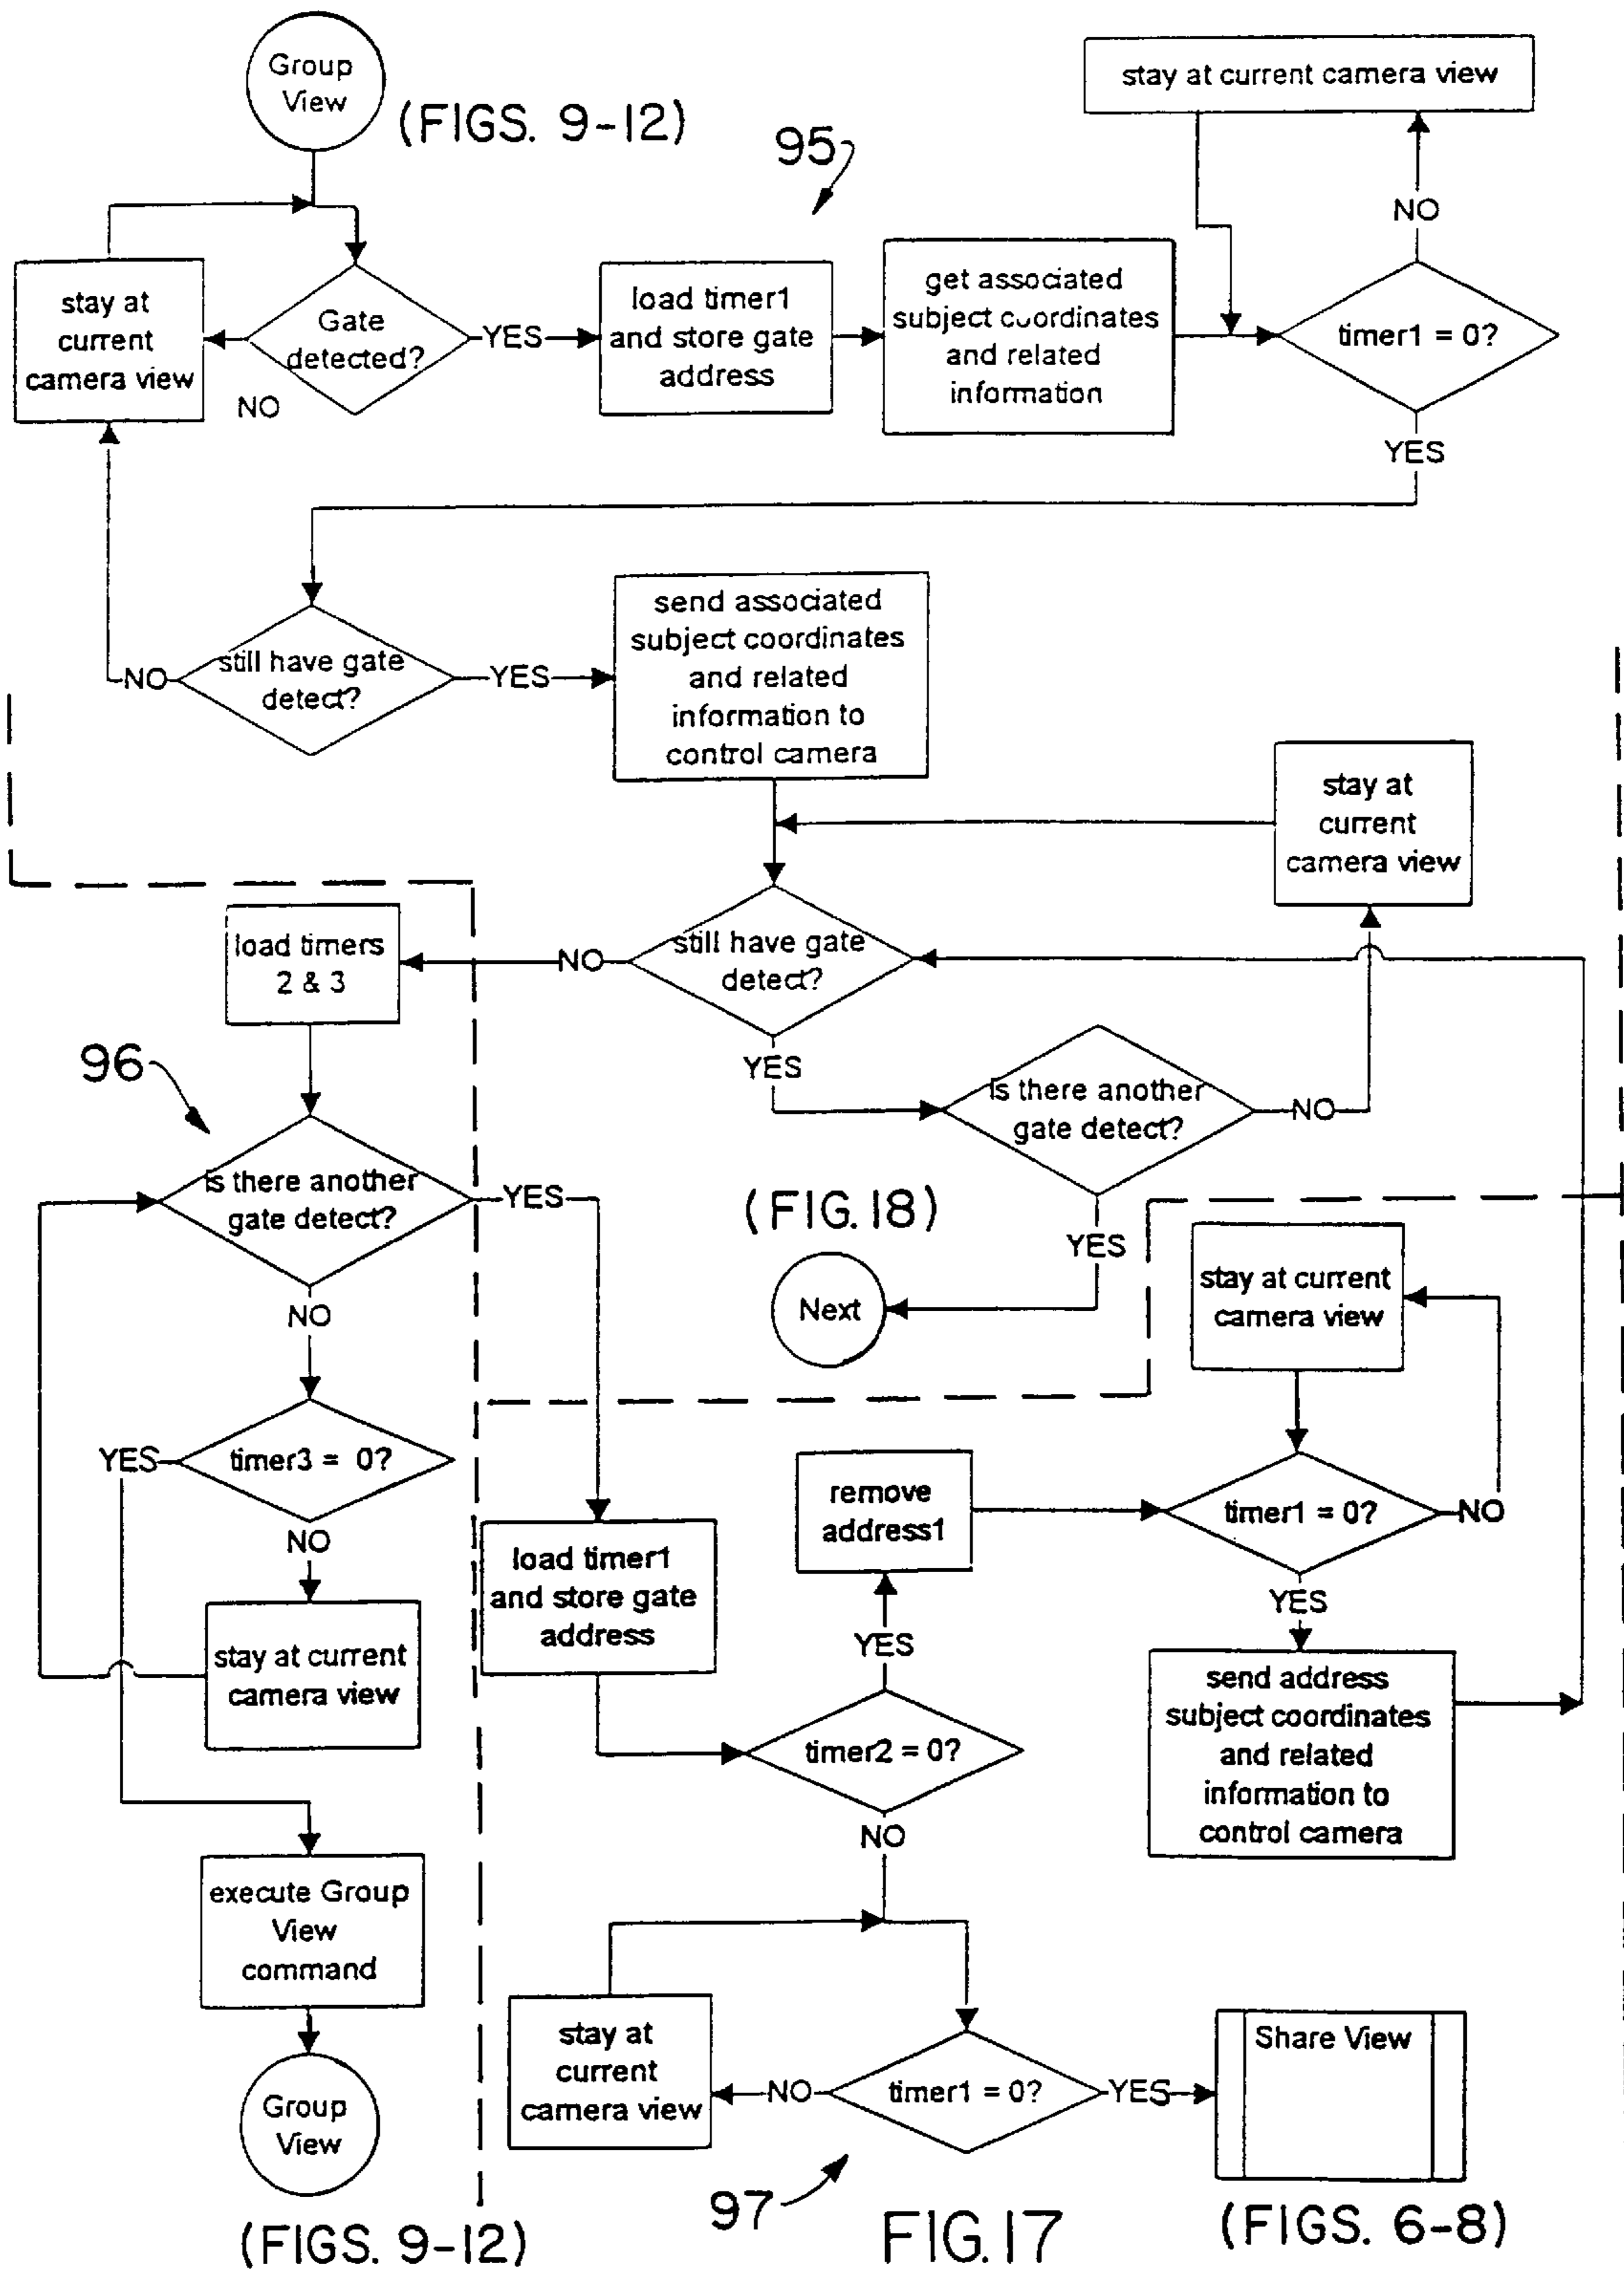 Group
View
(FIGS. 9-12)
95
stay at current camera view
NO
stay at
current
camera view
Gate
detected?
NO
YES
load timer1
and store gate
address
get associated
subject coordinates
and related
information
timer1 = 0?
YES
still have gate
detect?
NO
YES
send associated
subject coordinates
and related
information to
control camera
stay at
current
camera view
load timers
2 & 3
NO
still have gate
detect?
YES
Is there another
gate detect?
NO
YES
(FIG. 18)
Next
96
Is there another
gate detect?
YES
NO
timer3 = 0?
YES
NO
stay at current
camera view
execute Group
View
command
Group
View
(FIGS. 9-12)
load timer1
and store gate
address
remove
address1
YES
timer2 = 0?
NO
stay at current
camera view
timer1 = 0?
NO
YES
send address
subject coordinates
and related
information to
control camera
stay at
current
camera view
NO
timer1 = 0?
YES
Share View
97
FIG. 17
(FIGS. 6-8)